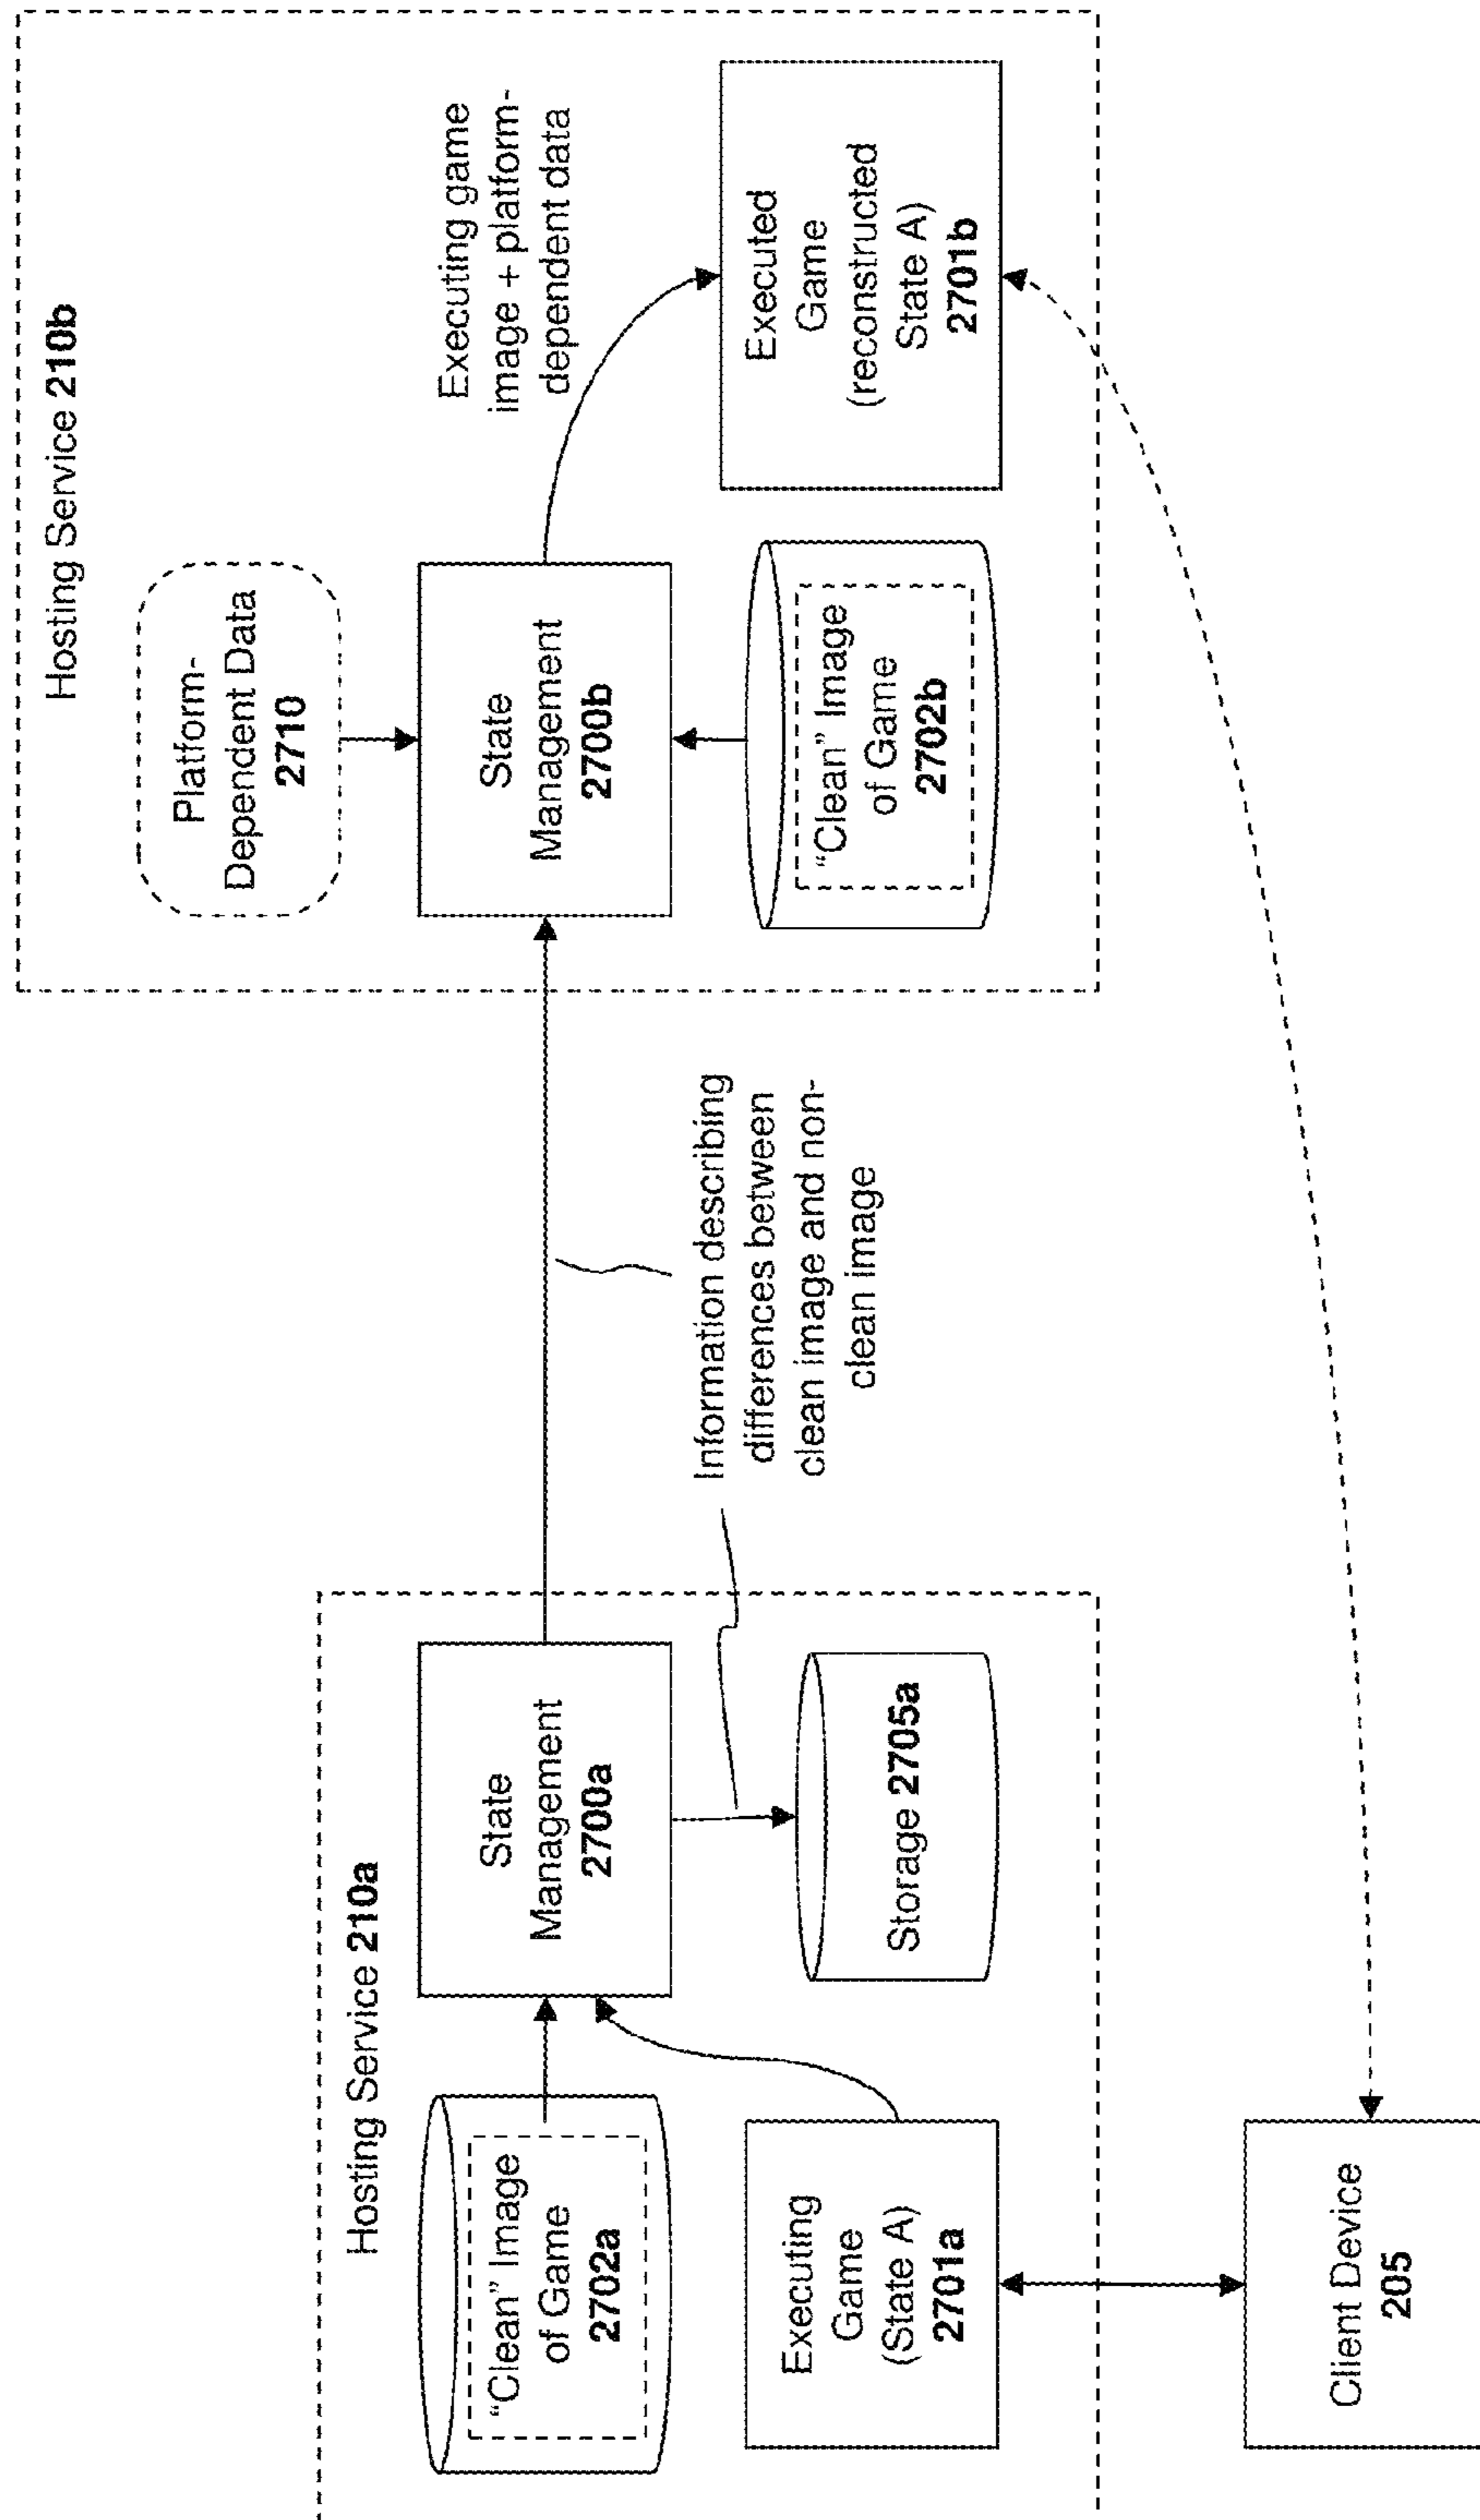 Hosting Service 210a
"Clean" Image
of Game
2702a
State
Management
2700a
Executing
Game
(State A)
2701a
Storage 2705a
Client Device
205
Information describing
differences between
clean image and non-
clean image
Hosting Service 210b
Platform-
Dependent Data
2710
State
Management
2700b
Executing game
image + platform-
dependent data
"Clean" Image
of Game
2702b
Executed
Game
(reconstructed
State A)
2701b